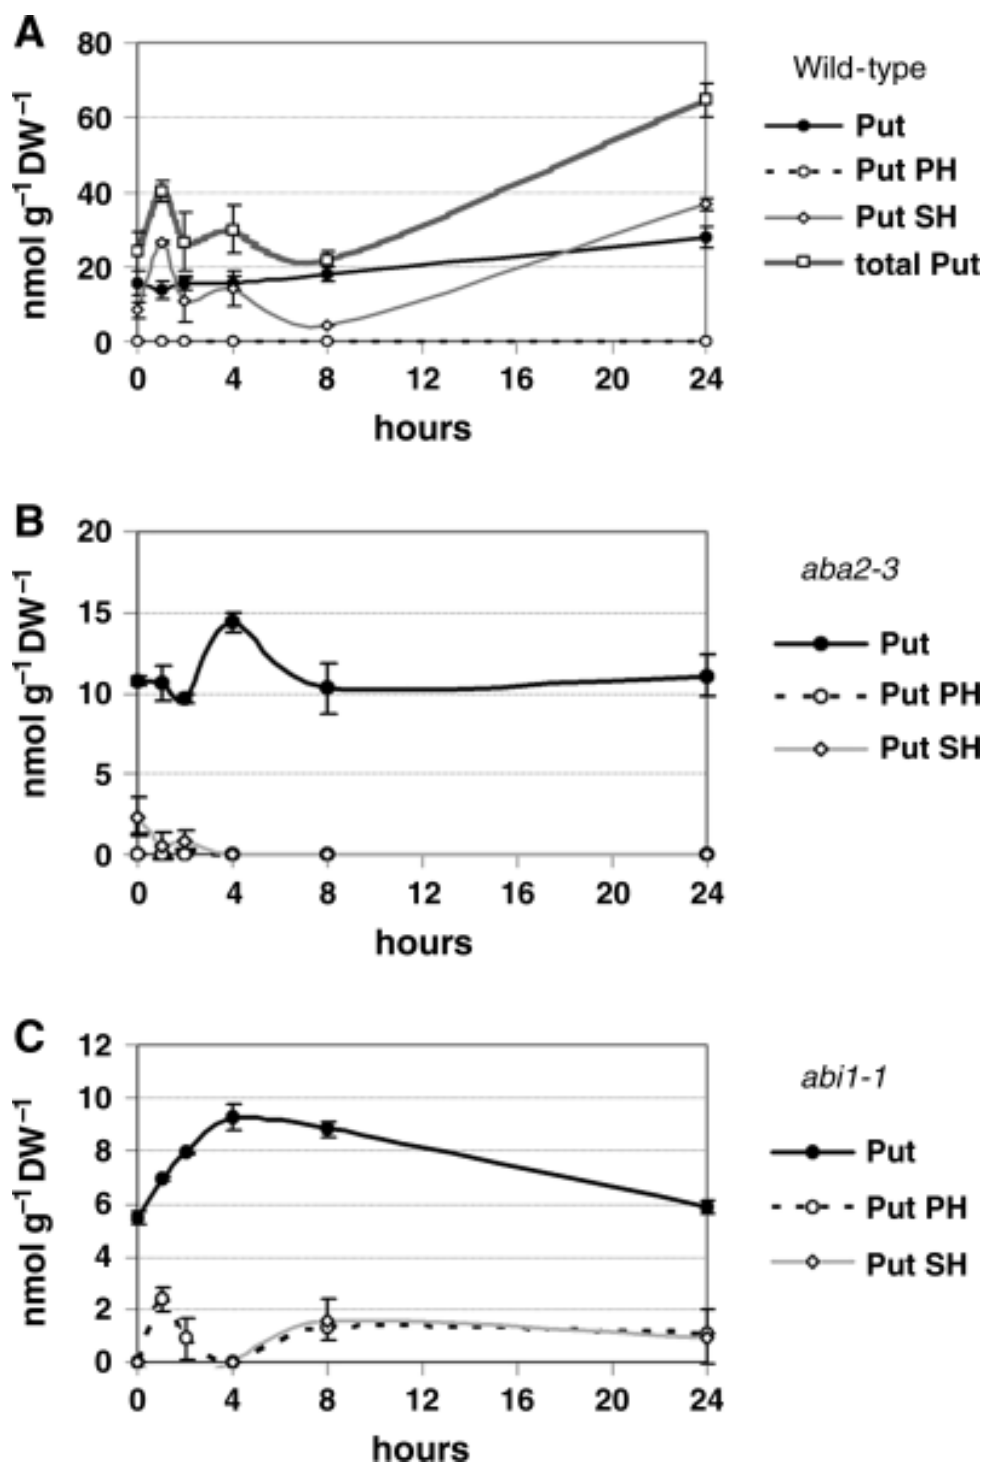 A
nmol g⁻¹ DW⁻¹
80
60
40
20
0
0 4 8 12 16 20 24
hours
Wild-type
Put
Put PH
Put SH
total Put
B
nmol g⁻¹ DW⁻¹
20
15
10
5
0
0 4 8 12 16 20 24
hours
aba2-3
Put
Put PH
Put SH
C
nmol g⁻¹ DW⁻¹
12
10
8
6
4
2
0
0 4 8 12 16 20 24
hours
abi1-1
Put
Put PH
Put SH